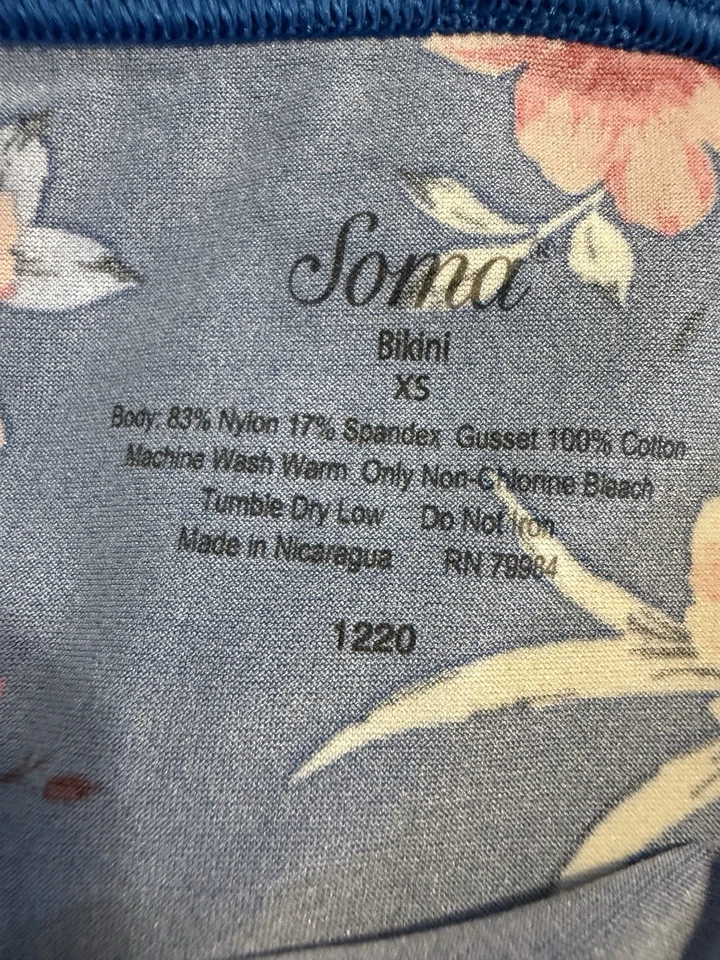 Soma®
Bikini
XS
Body: 83% Nylon 17% Spandex Gusset 100% Cotton
Machine Wash Warm Only Non-Chlorine Bleach
Tumble Dry Low Do Not Iron
Made in Nicaragua RN 79984
1220